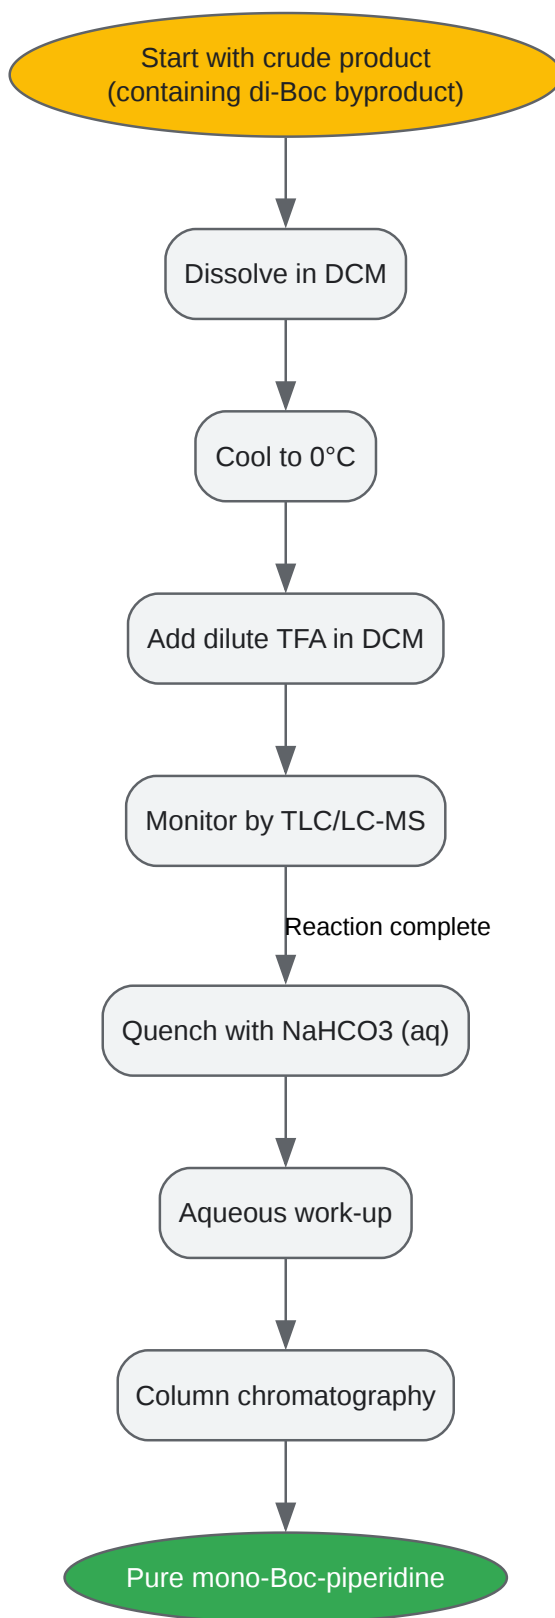 Start with crude product
(containing di-Boc byproduct)
Dissolve in DCM
Cool to 0°C
Add dilute TFA in DCM
Monitor by TLC/LC-MS
Reaction complete
Quench with NaHCO3 (aq)
Aqueous work-up
Column chromatography
Pure mono-Boc-piperidine